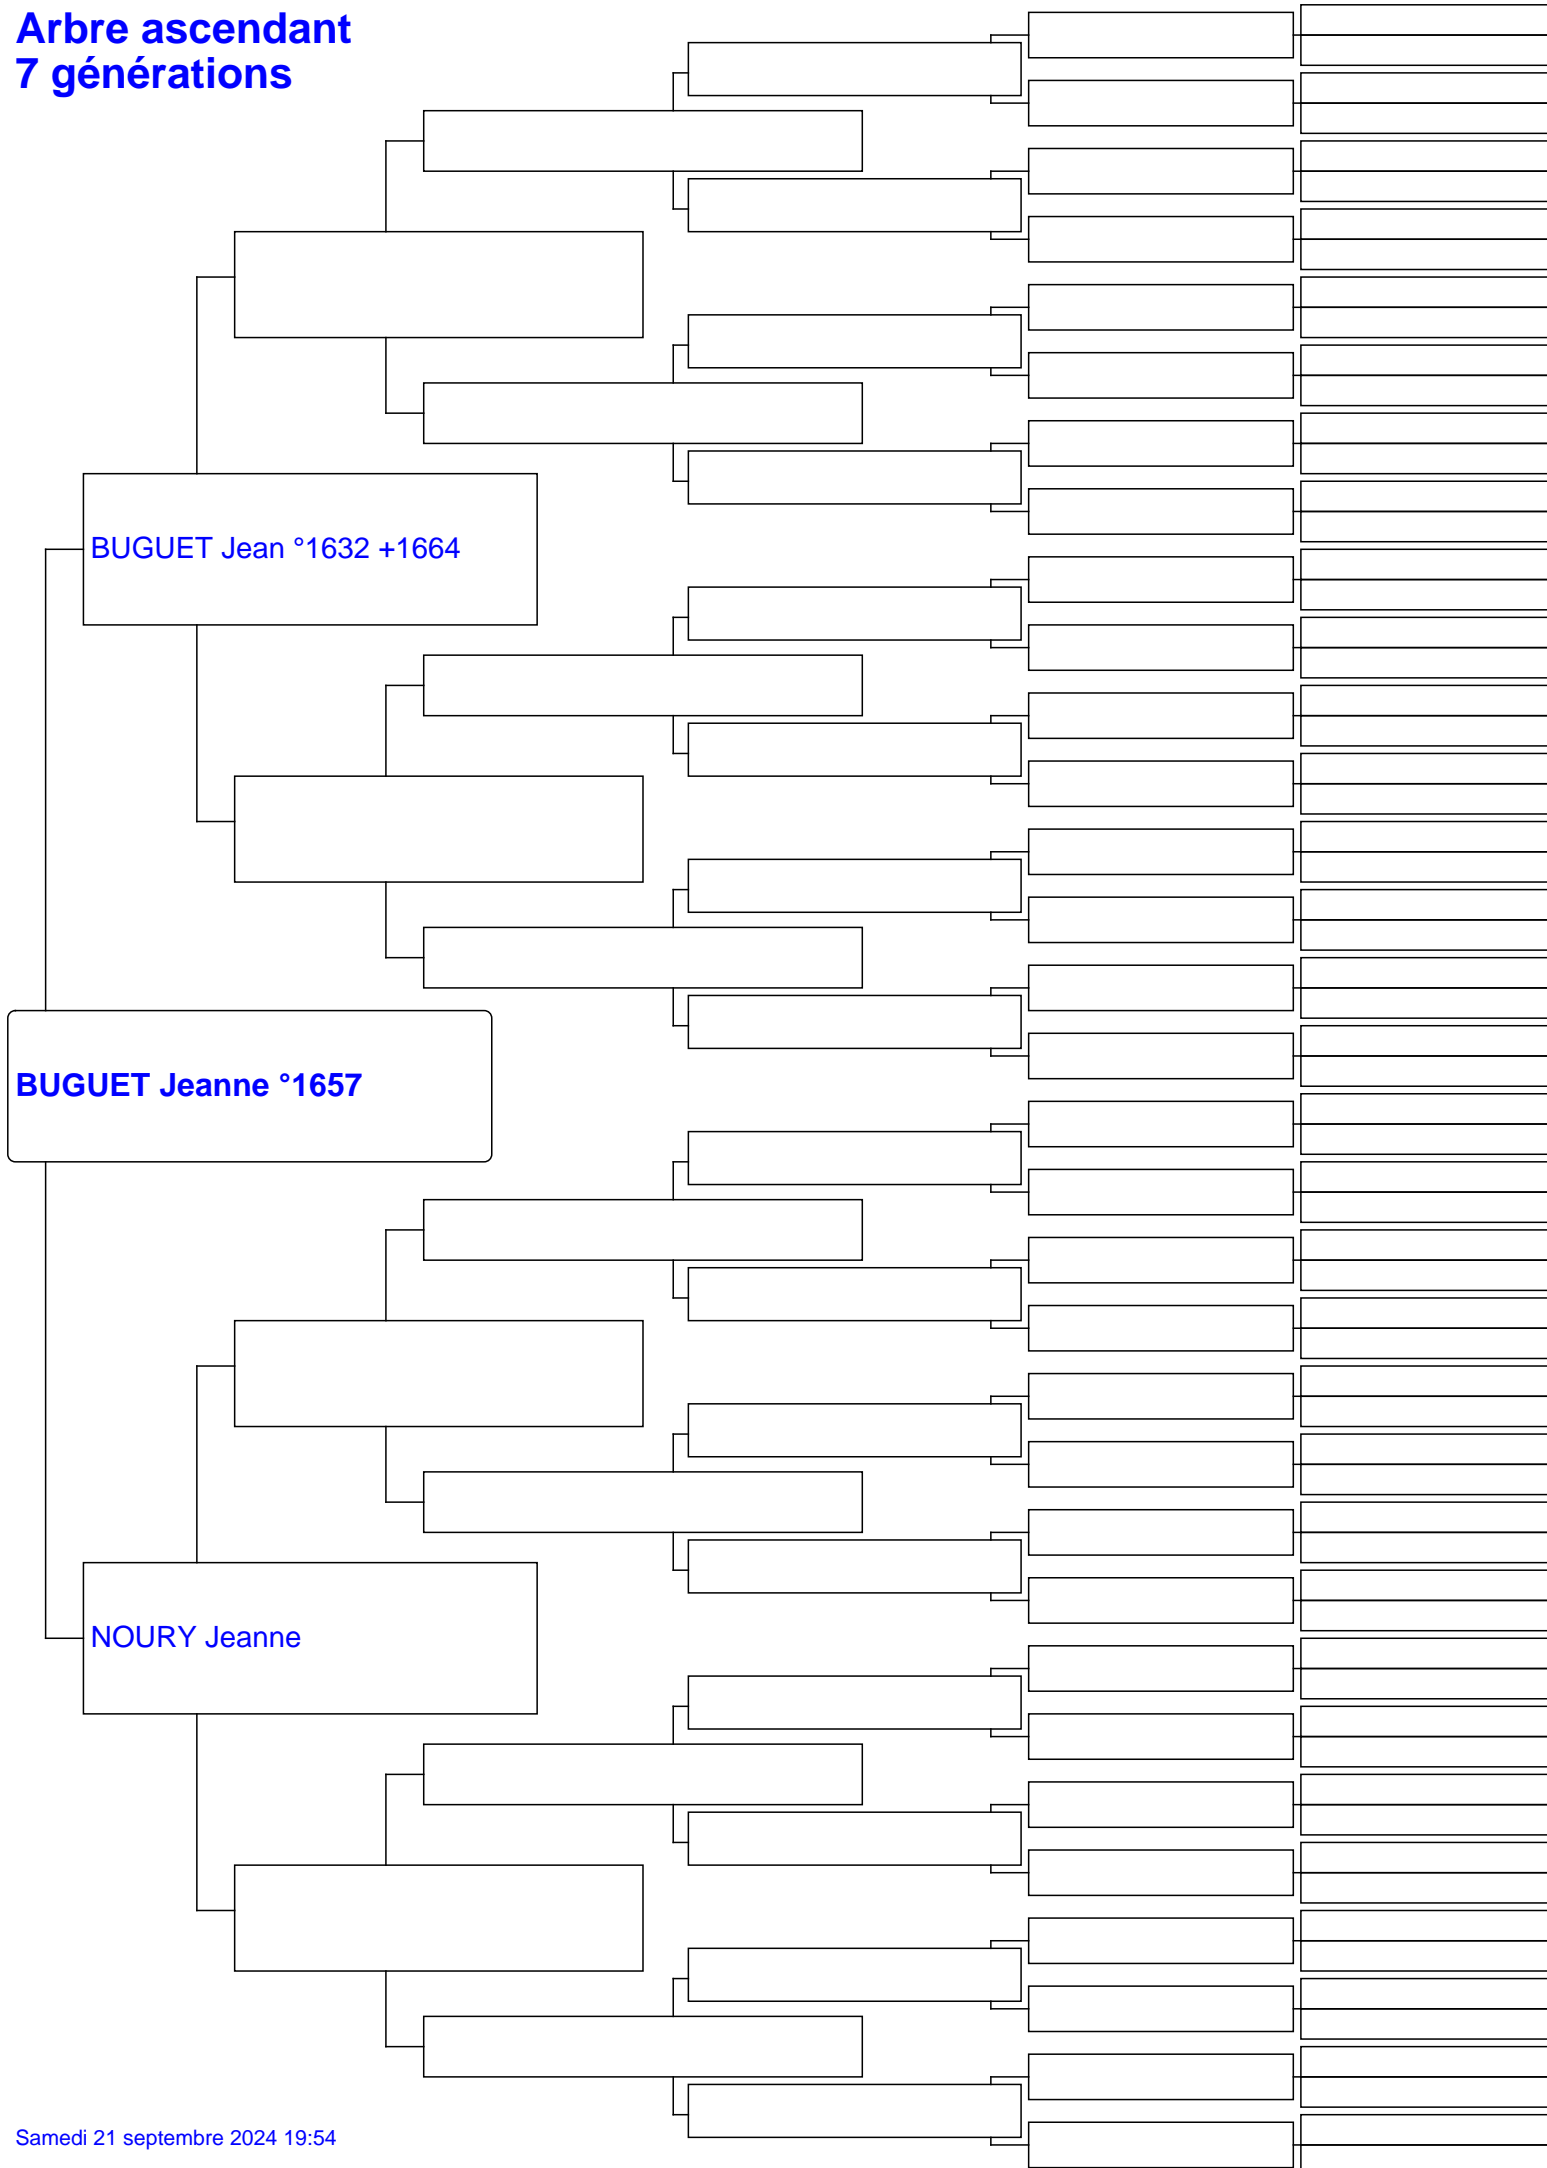 Arbre ascendant
7 générations
BUGUET Jean °1632 +1664
BUGUET Jeanne °1657
NOURY Jeanne
Samedi 21 septembre 2024 19:54